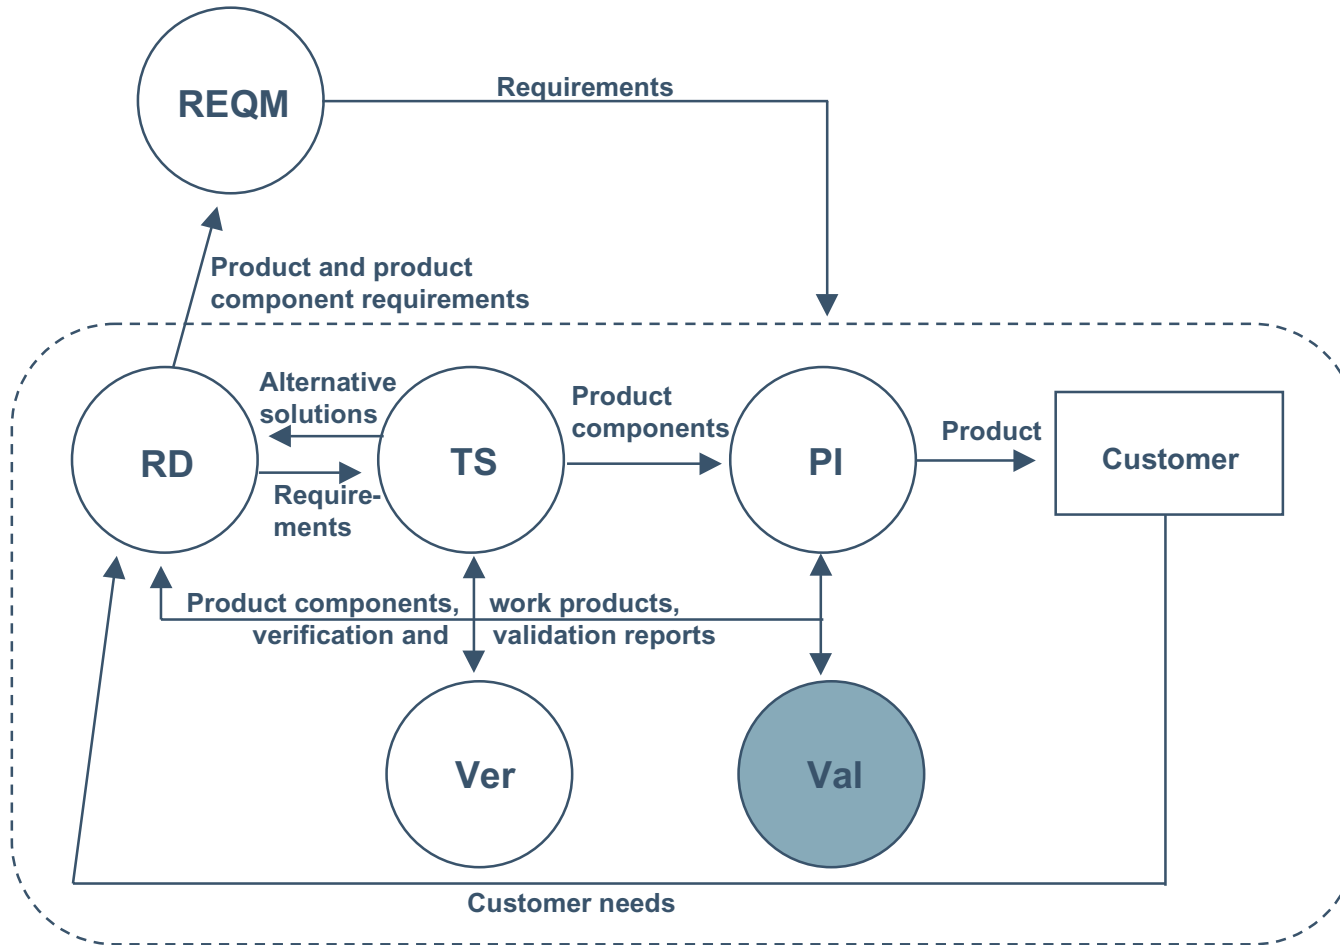 REQM
Requirements
Product and product
component requirements
Alternative
solutions
Product
components
Product
RD
TS
PI
Customer
Require-
ments
Product components,
work products,
verification and
validation reports
Ver
Val
Customer needs